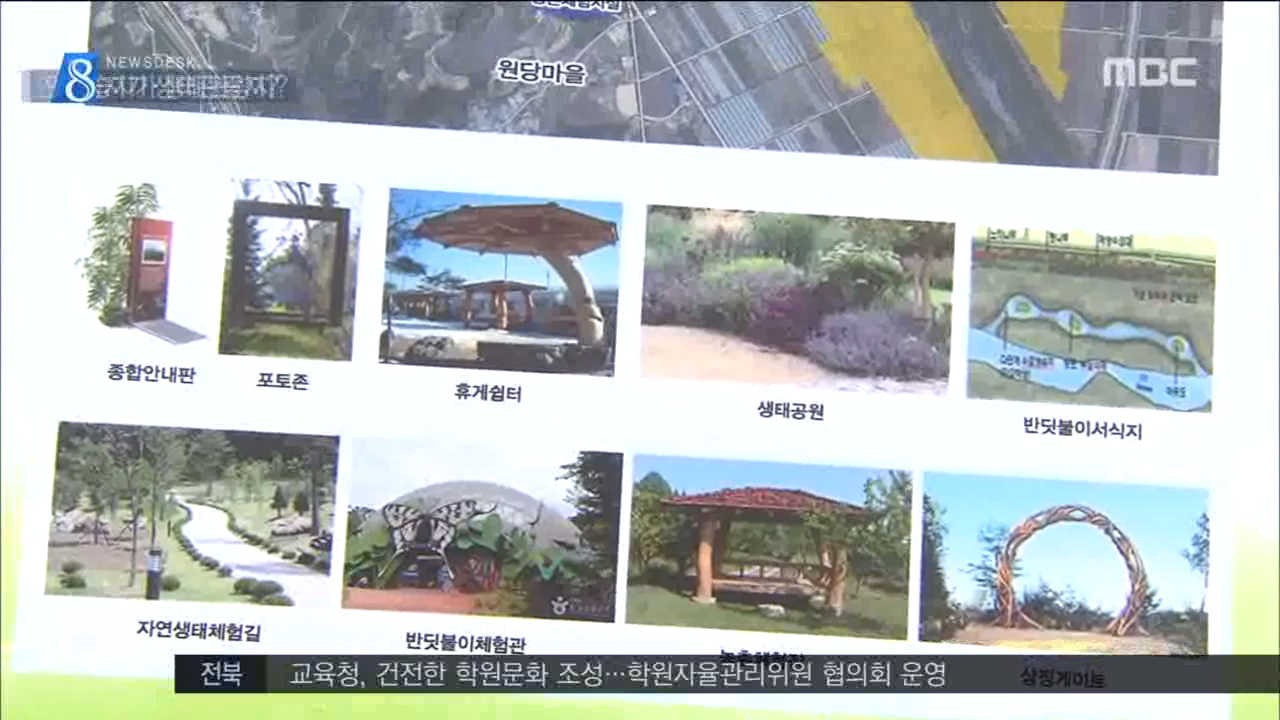 NEWSDESK
8
MBC
원당마을
종합안내판
포토존
휴게쉼터
생태공원
반딧불이서식지
자연생태체험길
반딧불이체험관
상징게이트
전북
교육청, 건전한 학원문화 조성…학원자율관리위원 협의회 운영